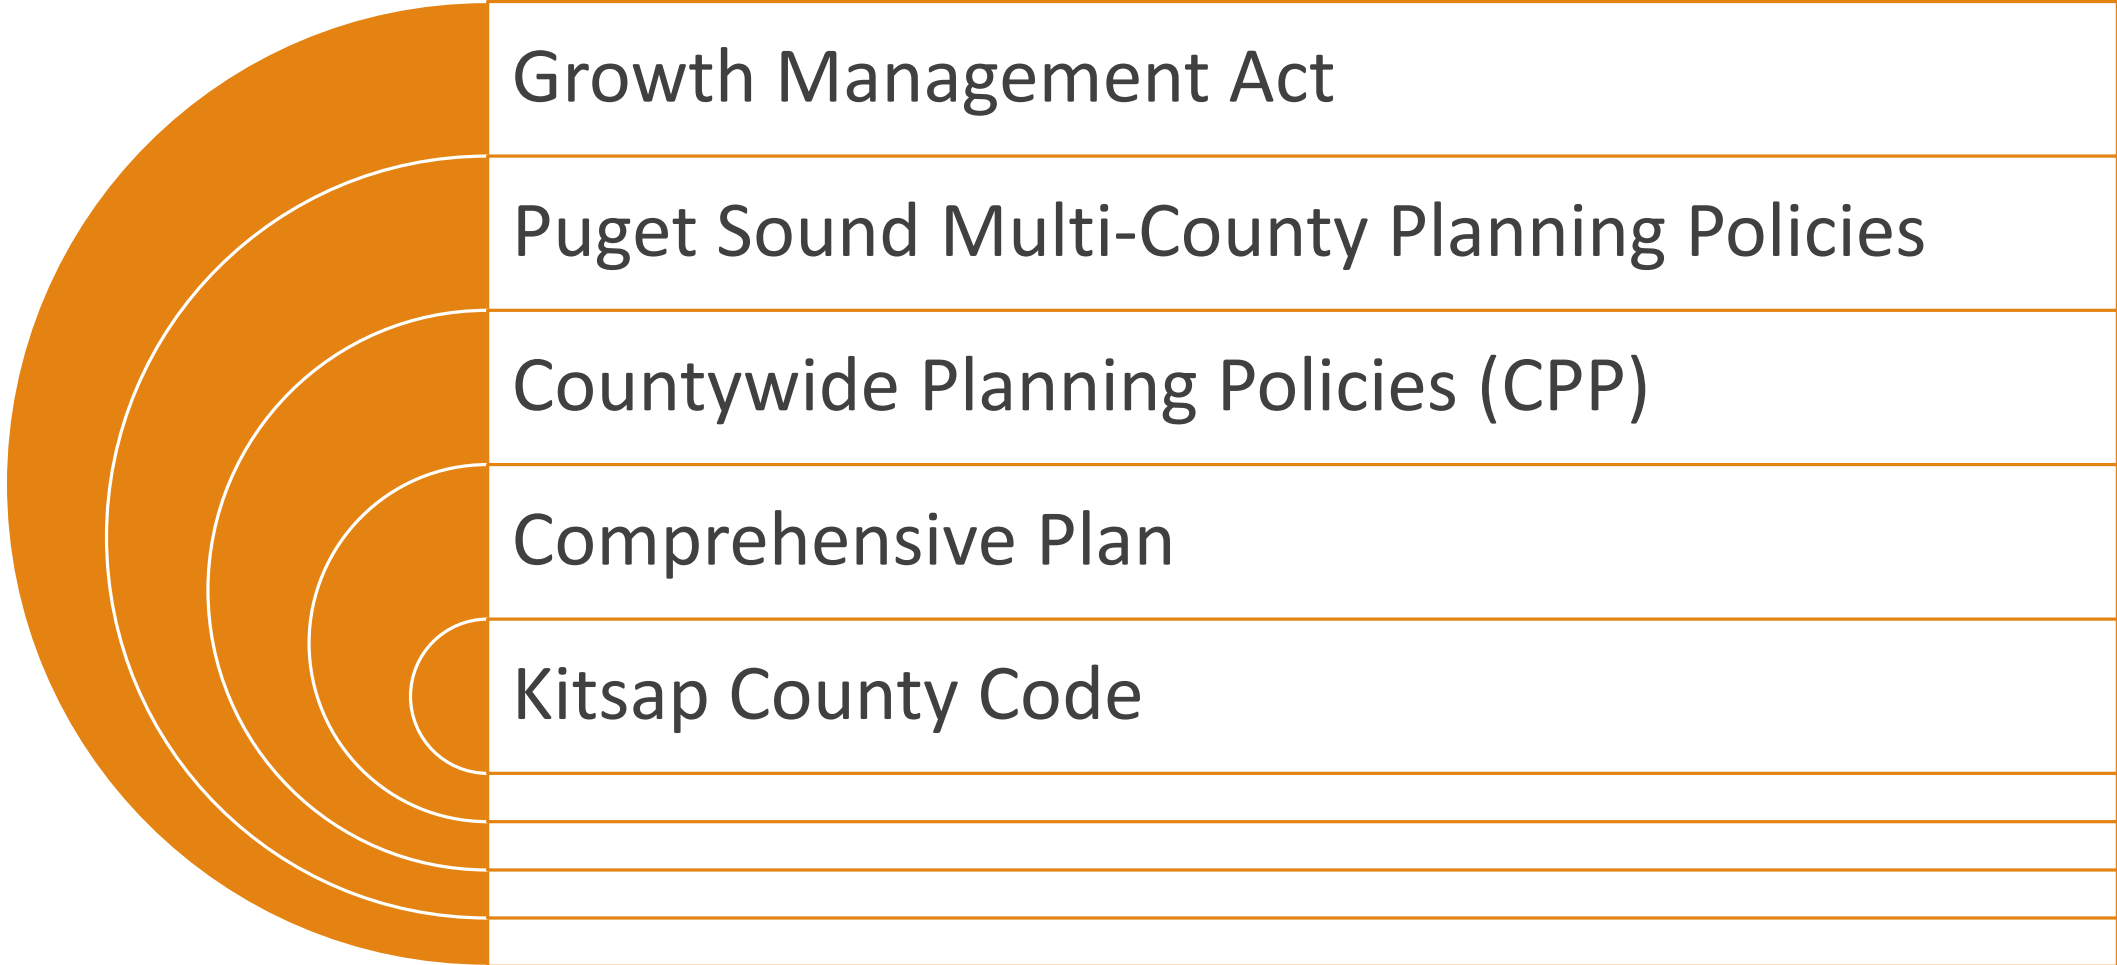 Growth Management Act
Puget Sound Multi-County Planning Policies
Countywide Planning Policies (CPP)
Comprehensive Plan
Kitsap County Code